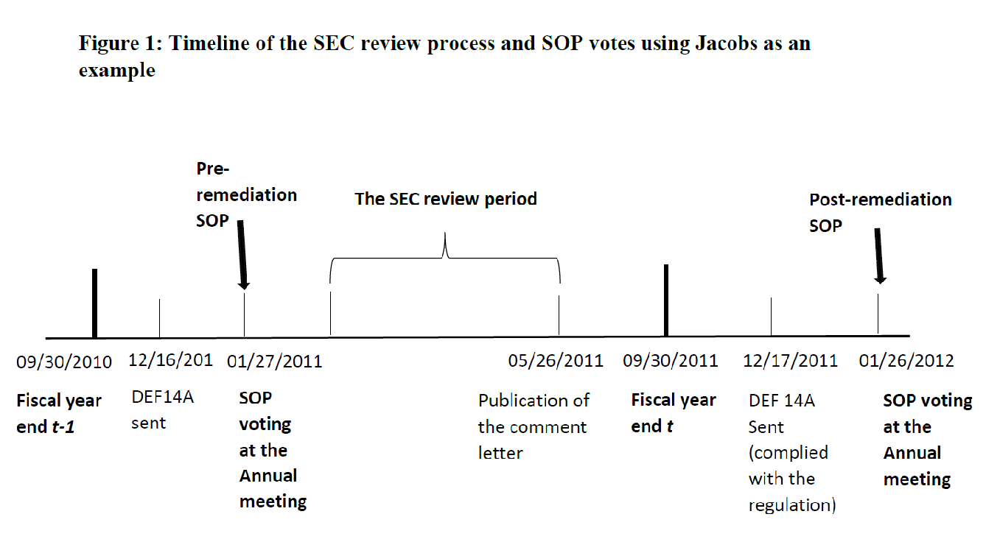 Figure 1: Timeline of the SEC review process and SOP votes using Jacobs as an
example
Pre-
remediation
SOP
The SEC review period
Post-remediation
SOP
09/30/2010
12/16/201
01/27/2011
05/26/2011
09/30/2011
12/17/2011
01/26/2012
Fiscal year
end t-1
DEF14A
sent
SOP
voting
at the
Annual
meeting
Publication of
the comment
letter
Fiscal year
end t
DEF 14A
Sent
(complied
with the
regulation)
SOP voting
at the
Annual
meeting